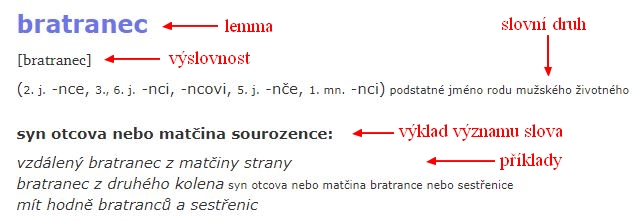 bratranec lemma slovní druh
[bratranec] výslovnost
(2. j. -nce, 3., 6. j. -nci, -ncovi, 5. j. -nče, 1. mn. -nci) podstatné jméno rodu mužského životného
syn otcova nebo matčina sourozence: výklad významu slova
vzdálený bratranec z matčiny strany příklady
bratranec z druhého kolena syn otcova nebo matčina bratrance nebo sestřenice
mít hodně bratranců a sestřenic